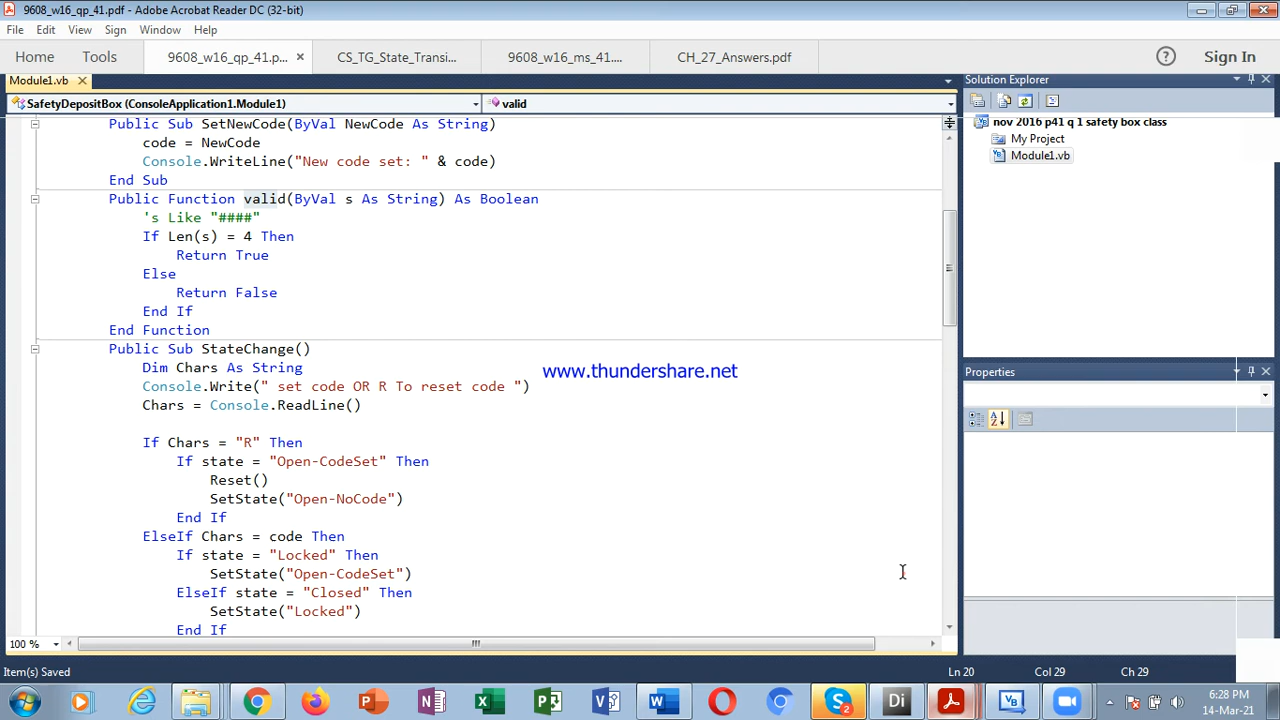 9608_w16_qp_41.pdf - Adobe Acrobat Reader DC (32-bit)
File Edit View Sign Window Help
Home Tools 9608_w16_qp_41.p... × CS_TG_State_Transi... 9608_w16_ms_41.... CH_27_Answers.pdf ? Sign In
Module1.vb × Solution Explorer
SafetyDepositBox (ConsoleApplication1.Module1) valid
nov 2016 p41 q 1 safety box class
My Project
Module1.vb
Public Sub SetNewCode(ByVal NewCode As String)
code = NewCode
Console.WriteLine("New code set: " & code)
End Sub
Public Function valid(ByVal s As String) As Boolean
's Like "####"
If Len(s) = 4 Then
Return True
Else
Return False
End If
End Function
Public Sub StateChange()
Dim Chars As String
Console.Write(" set code OR R To reset code ")
Chars = Console.ReadLine()
If Chars = "R" Then
If state = "Open-CodeSet" Then
Reset()
SetState("Open-NoCode")
End If
ElseIf Chars = code Then
If state = "Locked" Then
SetState("Open-CodeSet")
ElseIf state = "Closed" Then
SetState("Locked")
End If
www.thundershare.net
Properties
100 %
Item(s) Saved Ln 20 Col 29 Ch 29
Di 2 6:28 PM
14-Mar-21